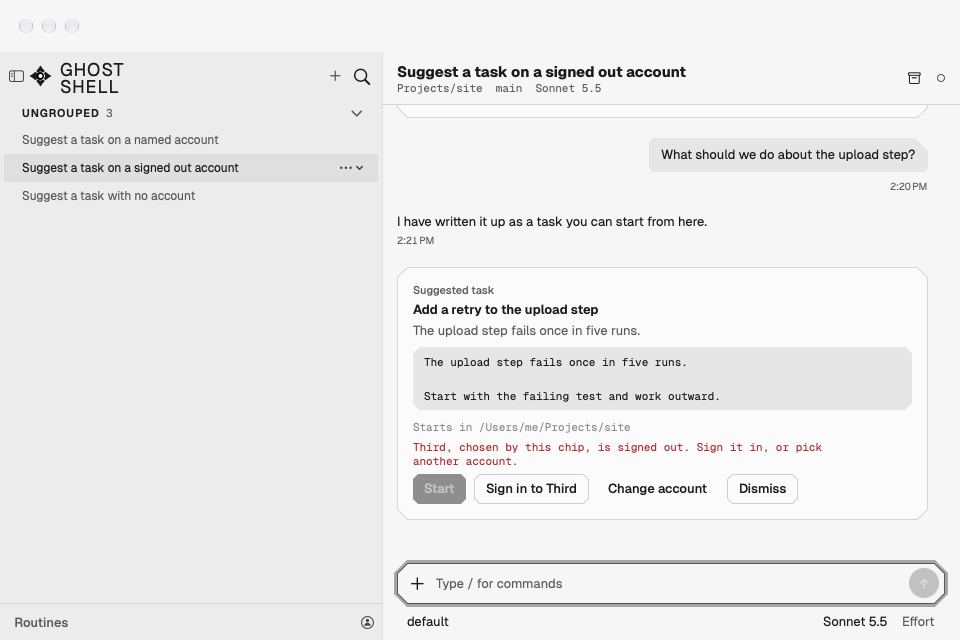 GHOST
SHELL
UNGROUPED 3
Suggest a task on a named account
Suggest a task on a signed out account
Suggest a task with no account
Routines
Suggest a task on a signed out account
Projects/site main Sonnet 5.5
What should we do about the upload step?
2:20 PM
I have written it up as a task you can start from here.
2:21 PM
Suggested task
Add a retry to the upload step
The upload step fails once in five runs.
The upload step fails once in five runs.
Start with the failing test and work outward.
Starts in /Users/me/Projects/site
Third, chosen by this chip, is signed out. Sign it in, or pick
another account.
Start Sign in to Third Change account Dismiss
Type / for commands
default Sonnet 5.5 Effort